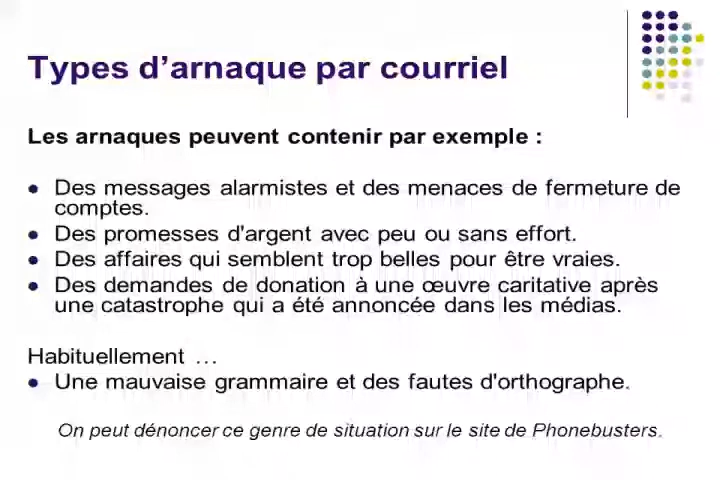 Types d’arnaque par courriel
Les arnaques peuvent contenir par exemple :
● Des messages alarmistes et des menaces de fermeture de
comptes.
● Des promesses d'argent avec peu ou sans effort.
● Des affaires qui semblent trop belles pour être vraies.
● Des demandes de donation à une œuvre caritative après
une catastrophe qui a été annoncée dans les médias.
Habituellement …
● Une mauvaise grammaire et des fautes d'orthographe.
On peut dénoncer ce genre de situation sur le site de Phonebusters.